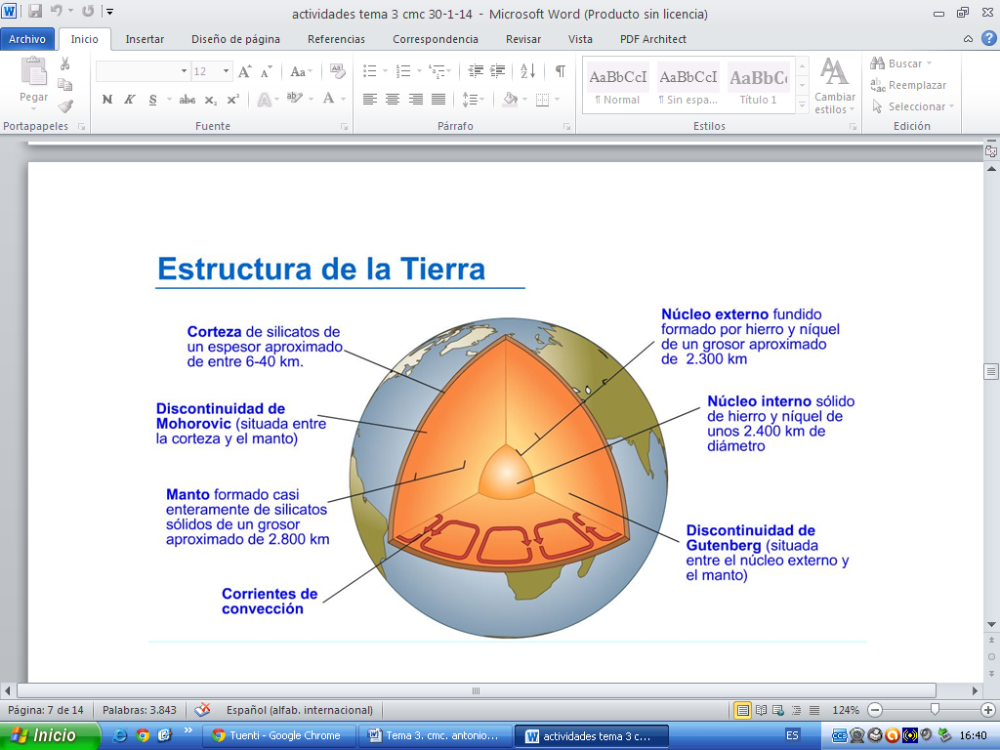 actividades tema 3 cmc 30-1-14 - Microsoft Word (Producto sin licencia)
Archivo
Inicio
Insertar
Diseño de página
Referencias
Correspondencia
Revisar
Vista
PDF Architect
Pegar
12
N K S abc x₂ x²
AaBbCcI
AaBbCcI
AaBbCc
¶ Normal
¶ Sin espa...
Título 1
Cambiar
estilos
Buscar
Reemplazar
Seleccionar
Portapapeles
Fuente
Párrafo
Estilos
Edición
Estructura de la Tierra
Corteza de silicatos de
un espesor aproximado
de entre 6-40 km.
Discontinuidad de
Mohorovic (situada entre
la corteza y el manto)
Manto formado casi
enteramente de silicatos
sólidos de un grosor
aproximado de 2.800 km
Corrientes de
convección
Núcleo externo fundido
formado por hierro y níquel
de un grosor aproximado
de 2.300 km
Núcleo interno sólido
de hierro y níquel de
unos 2.400 km de
diámetro
Discontinuidad de
Gutenberg (situada
entre el núcleo externo y
el manto)
Página: 7 de 14
Palabras: 3.843
Español (alfab. internacional)
124%
Inicio
Tuenti - Google Chrome
Tema 3. cmc. antonio...
actividades tema 3 c...
ES
16:40